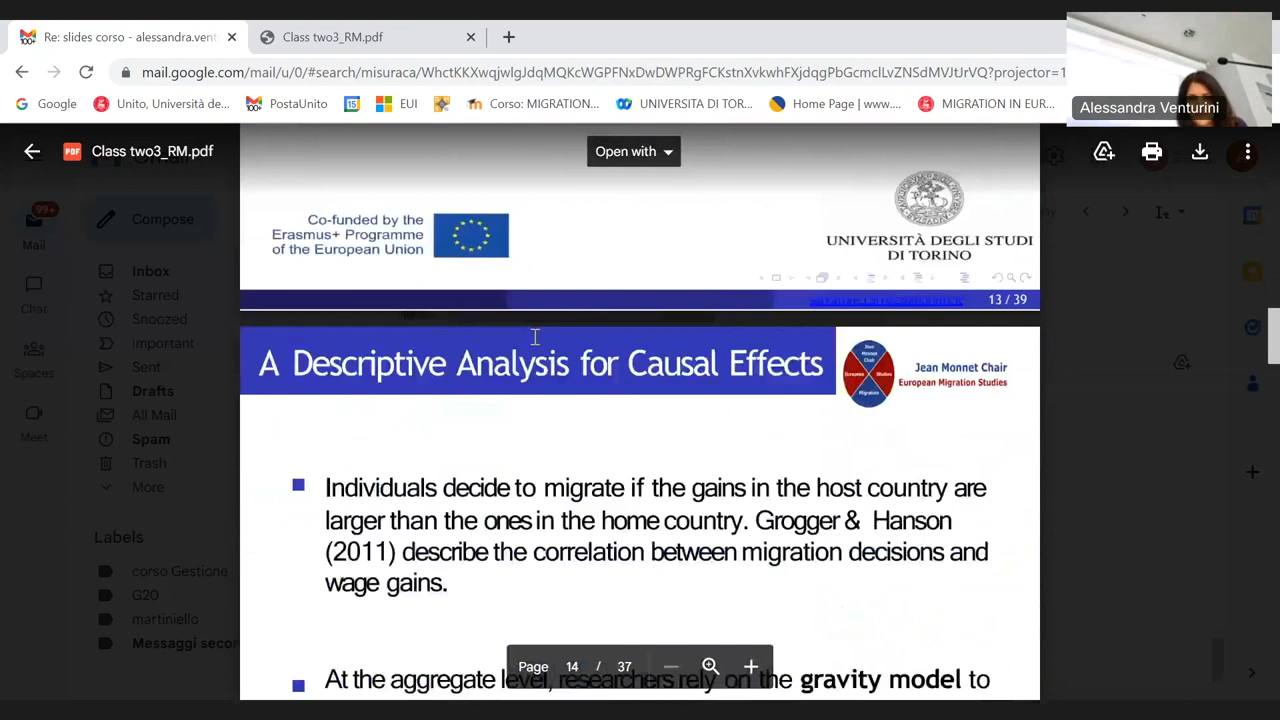 Re: slides corso - alessandra.ven
Class two3_RM.pdf
mail.google.com/mail/u/0/#search/misuraca/
Google
Unito, Università de...
PostaUnito
EUI
Corso: MIGRATION...
UNIVERSITA DI TOR...
Home Page | www....
MIGRATION IN EUR...
Alessandra Venturini
PDF
Class two3_RM.pdf
Open with
99+
Mail
Chat
Spaces
Meet
Compose
Inbox
Starred
Snoozed
Important
Sent
Drafts
All Mail
Spam
Trash
More
Labels
corso Gestione
G20
martiniello
Messaggi secor
Co-funded by the
Erasmus+ Programme
of the European Union
UNIVERSITÀ DEGLI STUDI
DI TORINO
13 / 39
A Descriptive Analysis for Causal Effects
Jean Monnet Chair
European Migration Studies
Individuals decide to migrate if the gains in the host country are
larger than the ones in the home country. Grogger & Hanson
(2011) describe the correlation between migration decisions and
wage gains.
At the aggregate level, researchers rely on the gravity model to
Page 14 / 37